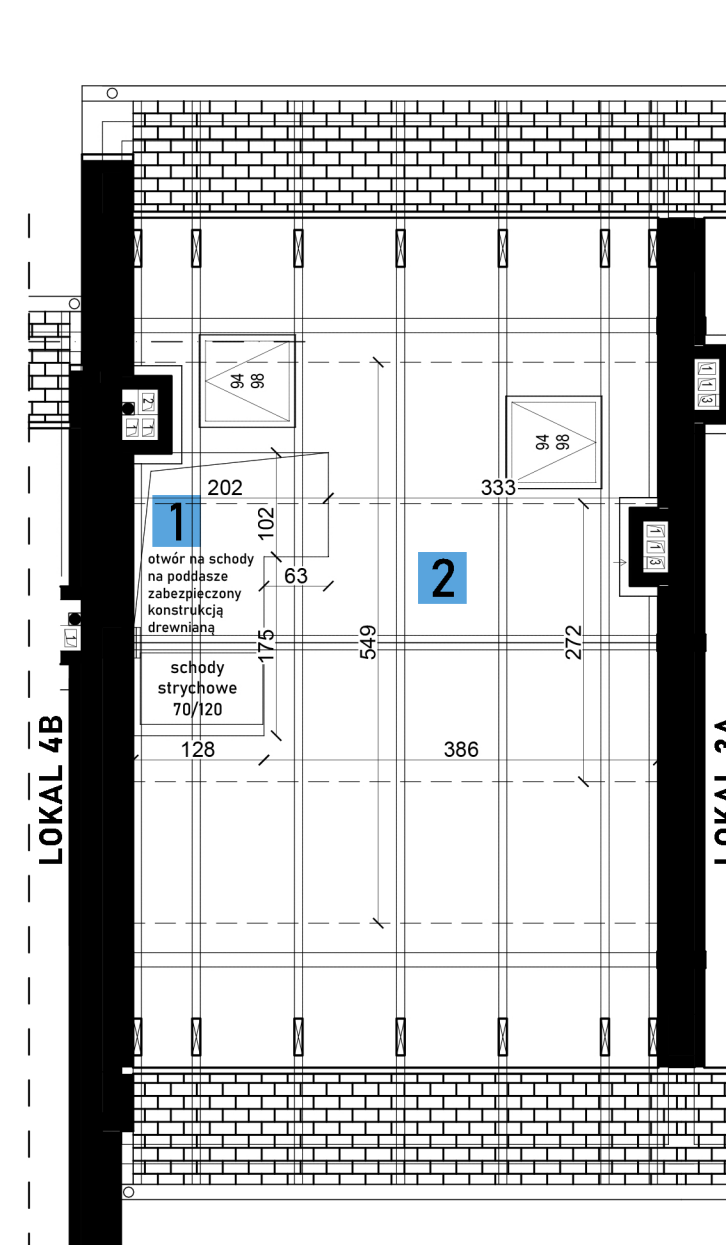 94
98
2
1
1
1
1
3
94
98
202
333
1
102
otwór na schody
na poddasze
zabezpieczony
konstrukcją
drewnianą
63
2
1
1
3
1
175
549
272
schody
strychowe
70/120
128
386
LOKAL 4B
LOKAL